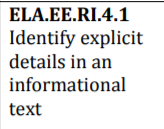 ELA.EE.RI.4.1
Identify explicit
details in an
informational
text